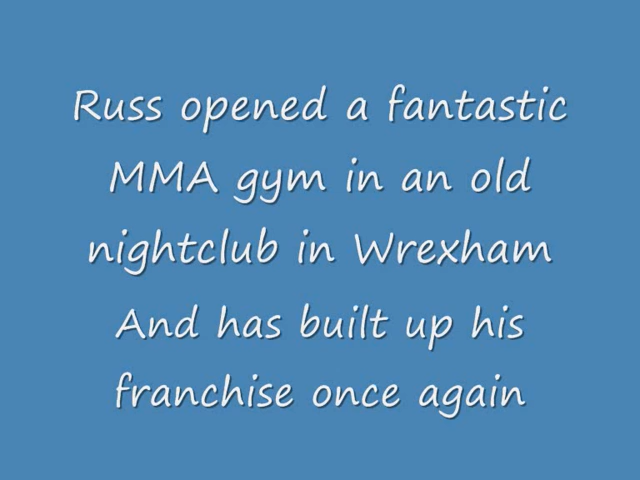 Russ opened a fantastic
MMA gym in an old
nightclub in Wrexham
And has built up his
franchise once again